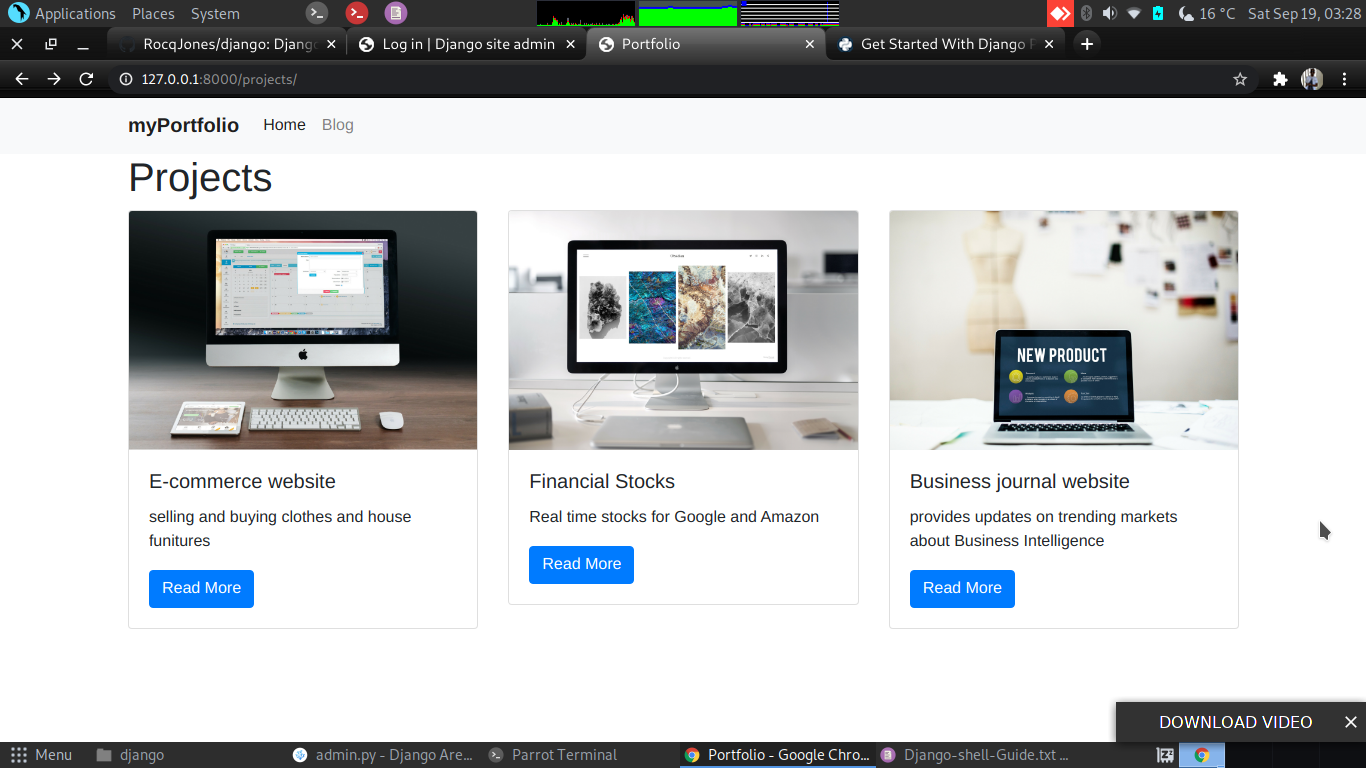 Applications Places System
16 °C Sat Sep 19, 03:28
RocqJones/django: Djang
Log in | Django site admin
Portfolio
Get Started With Django P
127.0.0.1:8000/projects/
myPortfolio Home Blog
Projects
NEW PRODUCT
E-commerce website
selling and buying clothes and house
funitures
Read More
Financial Stocks
Real time stocks for Google and Amazon
Read More
Business journal website
provides updates on trending markets
about Business Intelligence
Read More
DOWNLOAD VIDEO
Menu
django
admin.py - Django Are...
Parrot Terminal
Portfolio - Google Chro...
Django-shell-Guide.txt ...